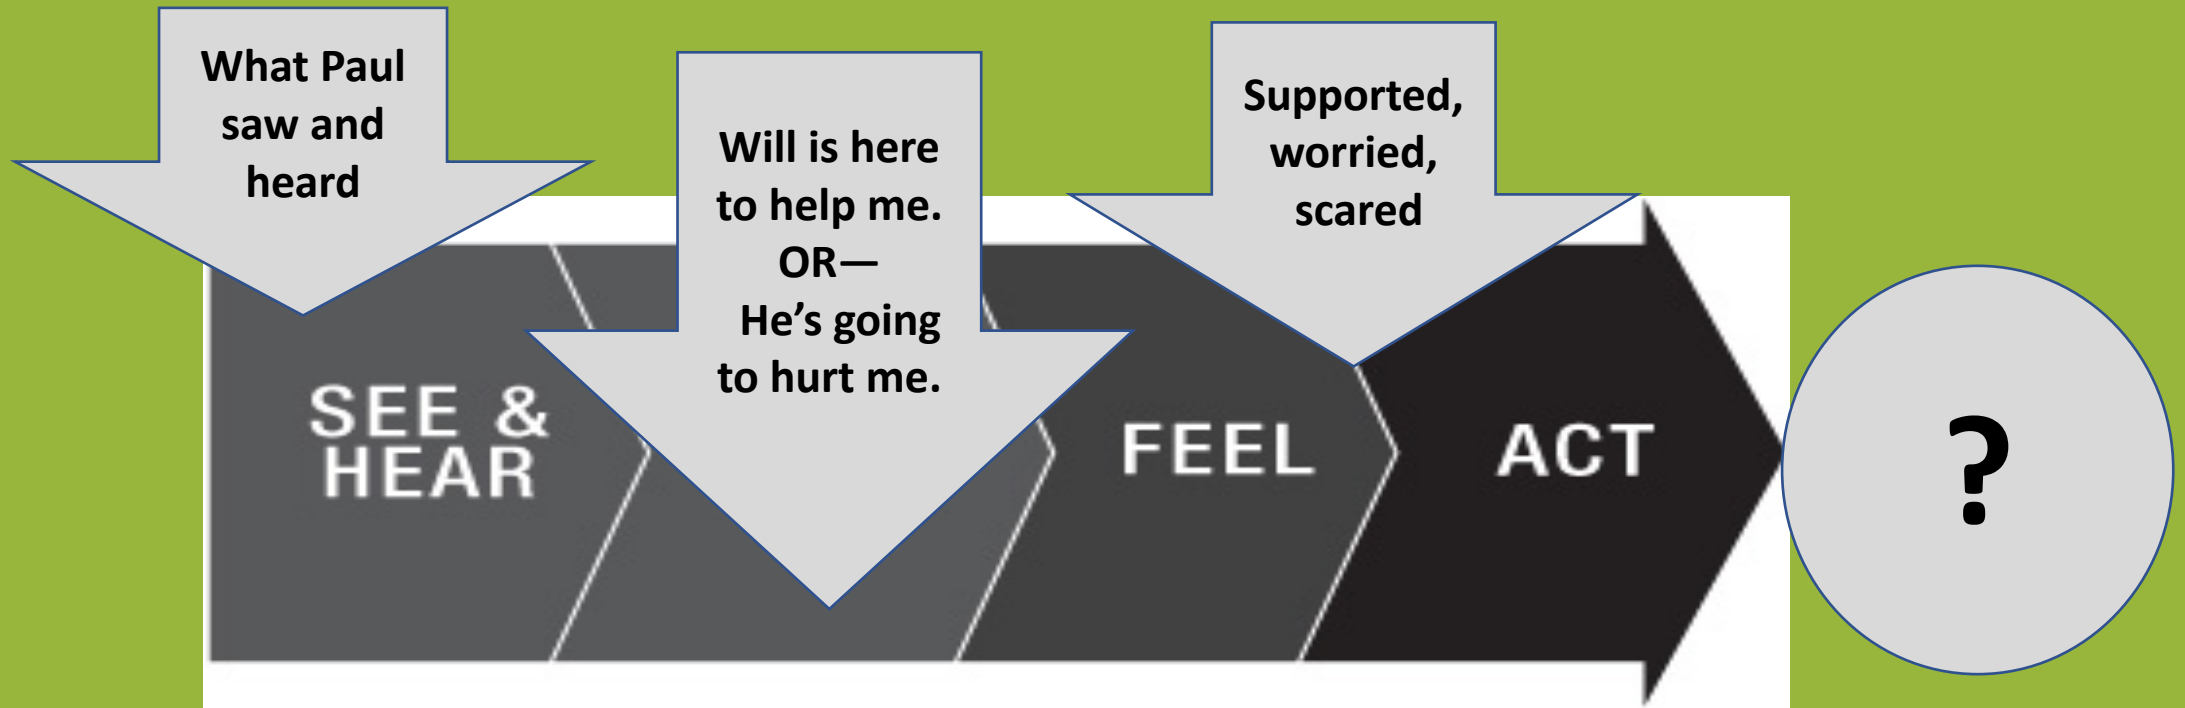 What Paul
saw and
heard
Will is here
to help me.
OR—
He’s going
to hurt me.
Supported,
worried,
scared
SEE &
HEAR
FEEL
ACT
?